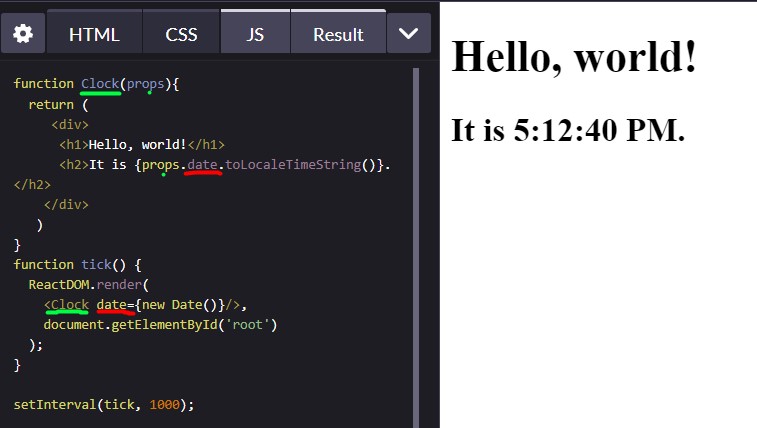 HTML CSS JS Result
function Clock(props){
return (
<div>
<h1>Hello, world!</h1>
<h2>It is {props.date.toLocaleTimeString()}.
</h2>
</div>
)
}
function tick() {
ReactDOM.render(
<Clock date={new Date()}/>,
document.getElementById('root')
);
}
setInterval(tick, 1000);
Hello, world!
It is 5:12:40 PM.